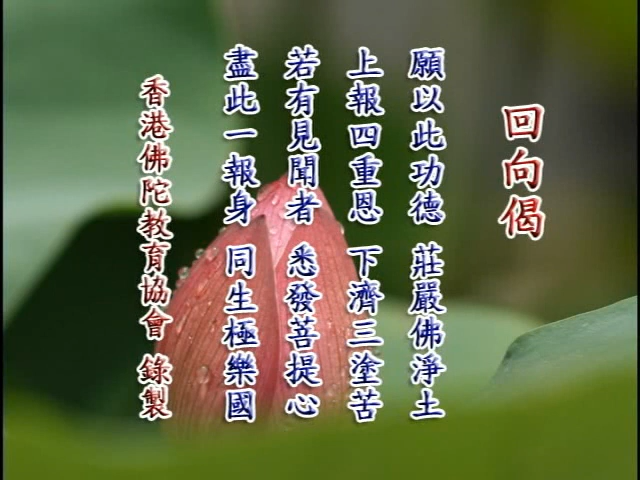 回向偈
願以此功德 莊嚴佛淨土
上報四重恩 下濟三塗苦
若有見聞者 悉發菩提心
盡此一報身 同生極樂國
香港佛陀教育協會 錄製